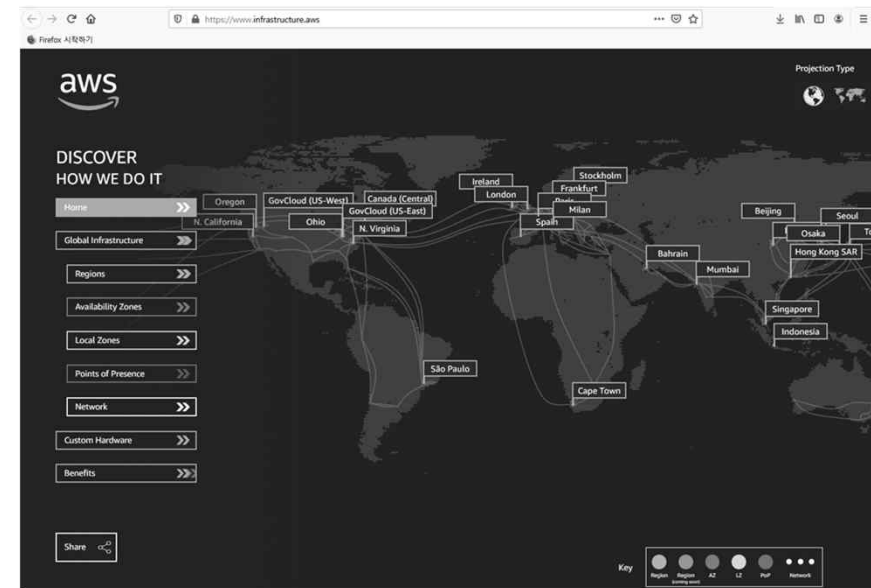 https://www.infrastructure.aws
Firefox 시작하기
aws
Projection Type
DISCOVER
HOW WE DO IT
Home
Global Infrastructure
Regions
Availability Zones
Local Zones
Points of Presence
Network
Custom Hardware
Benefits
Share
Oregon
GovCloud (US-West)
Canada (Central)
N. California
Ohio
GovCloud (US-East)
N. Virginia
São Paulo
Ireland
London
Stockholm
Frankfurt
Paris
Milan
Spain
Cape Town
Bahrain
Mumbai
Beijing
Seoul
Osaka
Hong Kong SAR
Singapore
Indonesia
Key
Region
Region
(coming soon)
AZ
LZ
PoP
Network